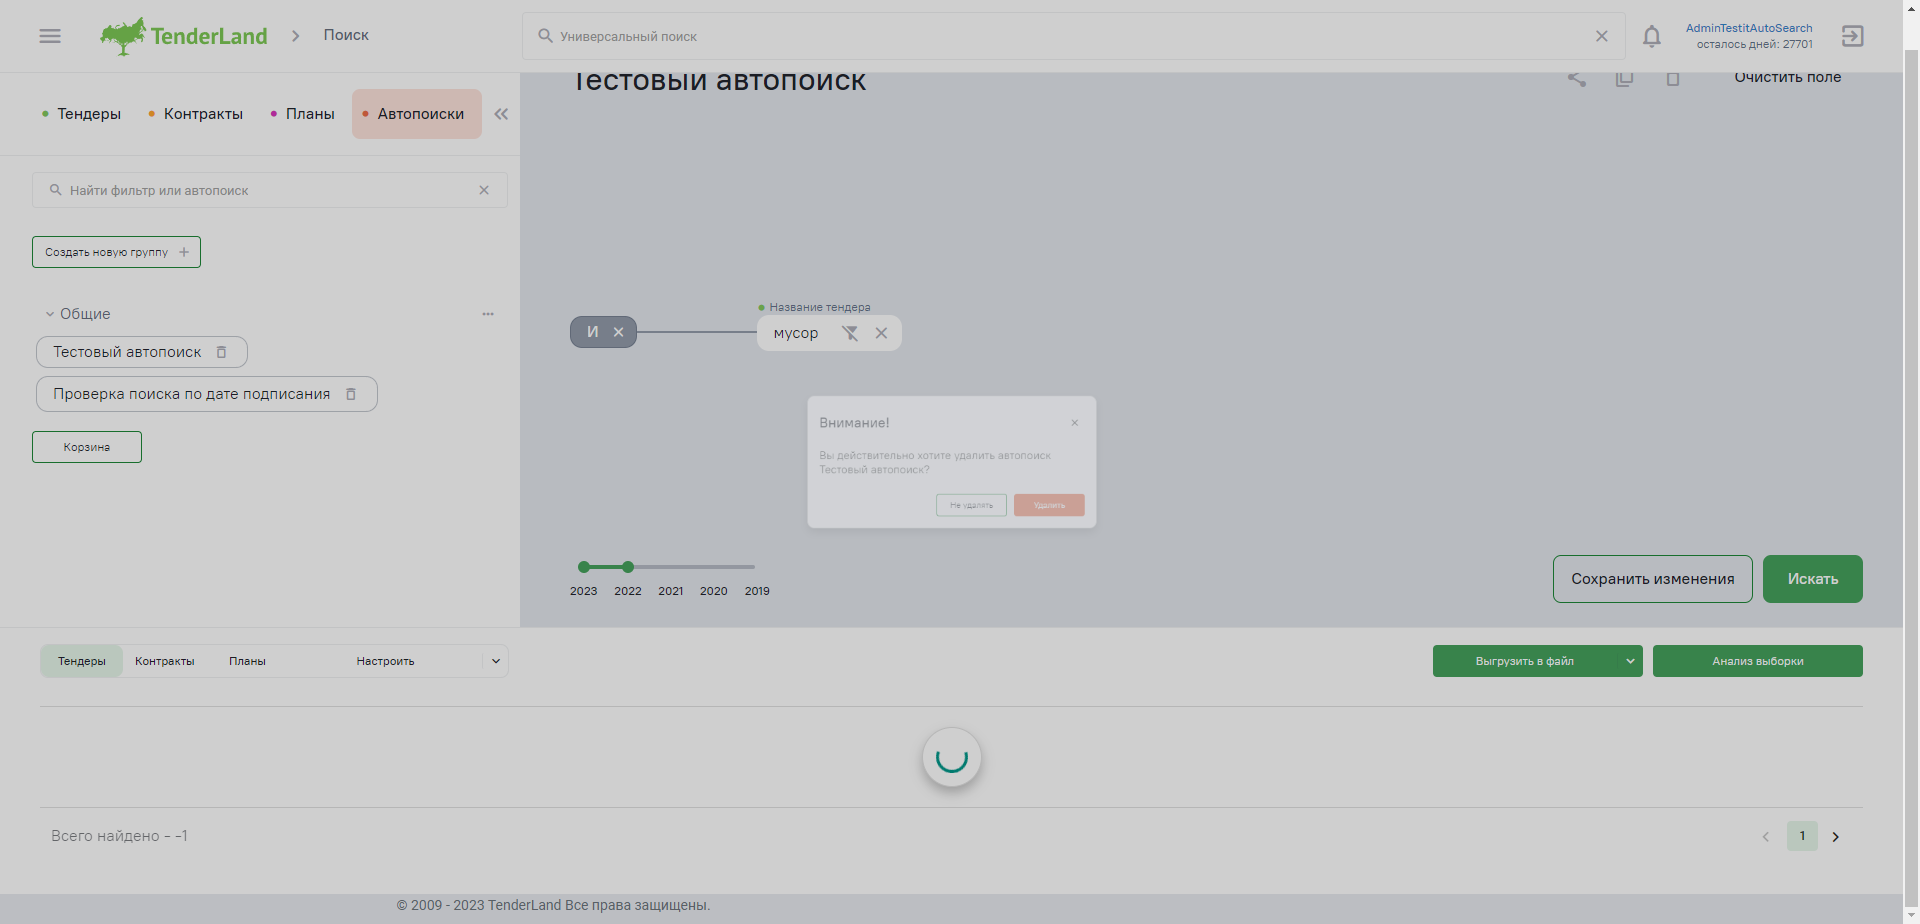 TenderLand
Поиск
Универсальный поиск
AdminTestitAutoSearch
осталось дней: 27701
Тендеры
Контракты
Планы
Автопоиски
Тестовый автопоиск
Очистить поле
Найти фильтр или автопоиск
Создать новую группу
Общие
Тестовый автопоиск
Проверка поиска по дате подписания
Корзина
Название тендера
И
мусор
Внимание!
Вы действительно хотите удалить автопоиск
Тестовый автопоиск?
Не удалять
Удалить
2023 2022 2021 2020 2019
Сохранить изменения
Искать
Тендеры
Контракты
Планы
Настроить
Выгрузить в файл
Анализ выборки
Всего найдено - -1
1
© 2009 - 2023 TenderLand Все права защищены.